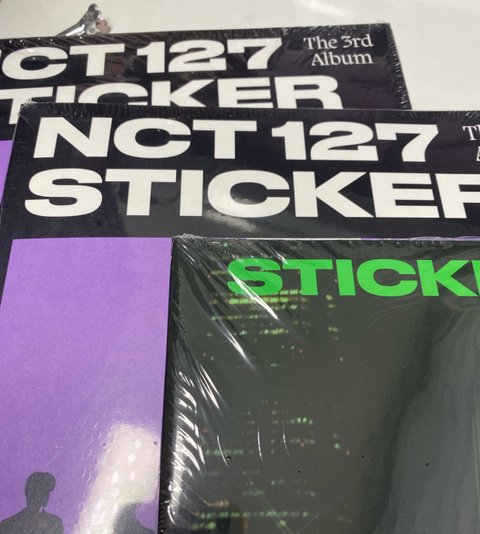 NCT 127
STICKER
The 3rd
Album
NCT 127
STICKER
STICK